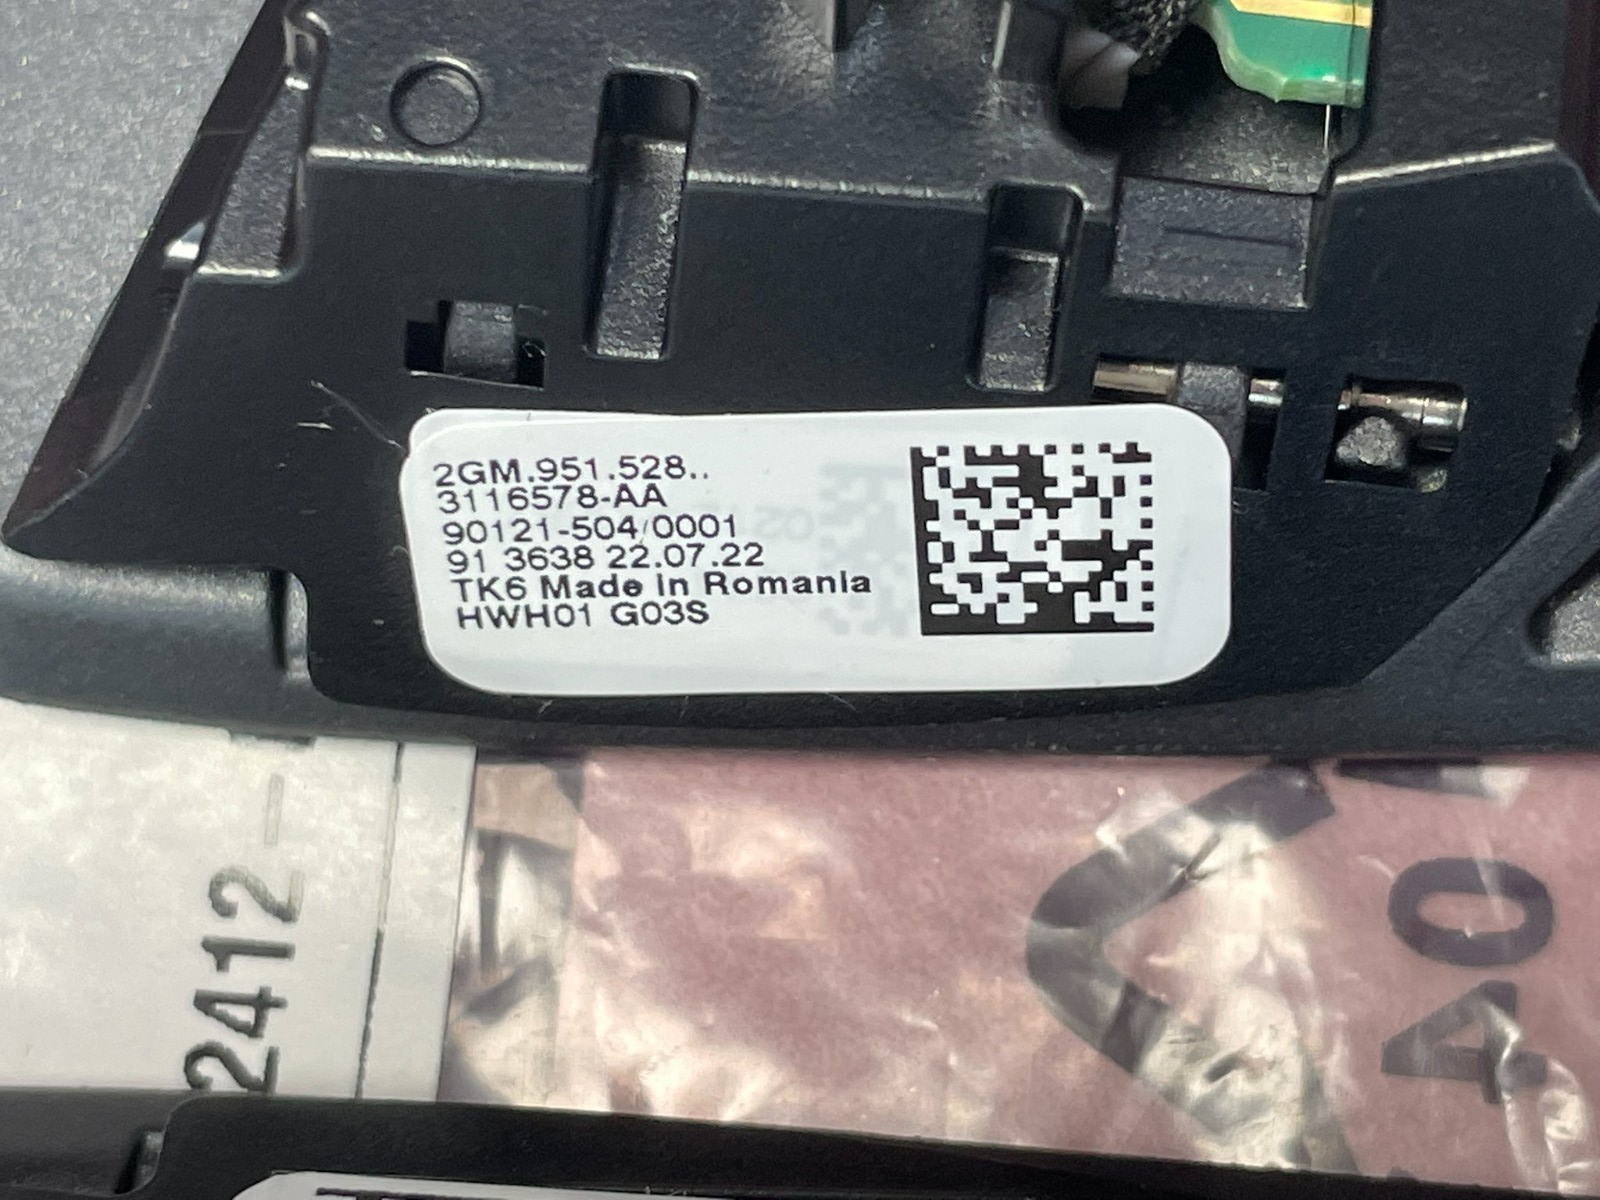 2GM.951.528..
3116578-AA
90121-504/0001
91 3638 22.07.22
TK6 Made in Romania
HWH01 G03S
2412-
40